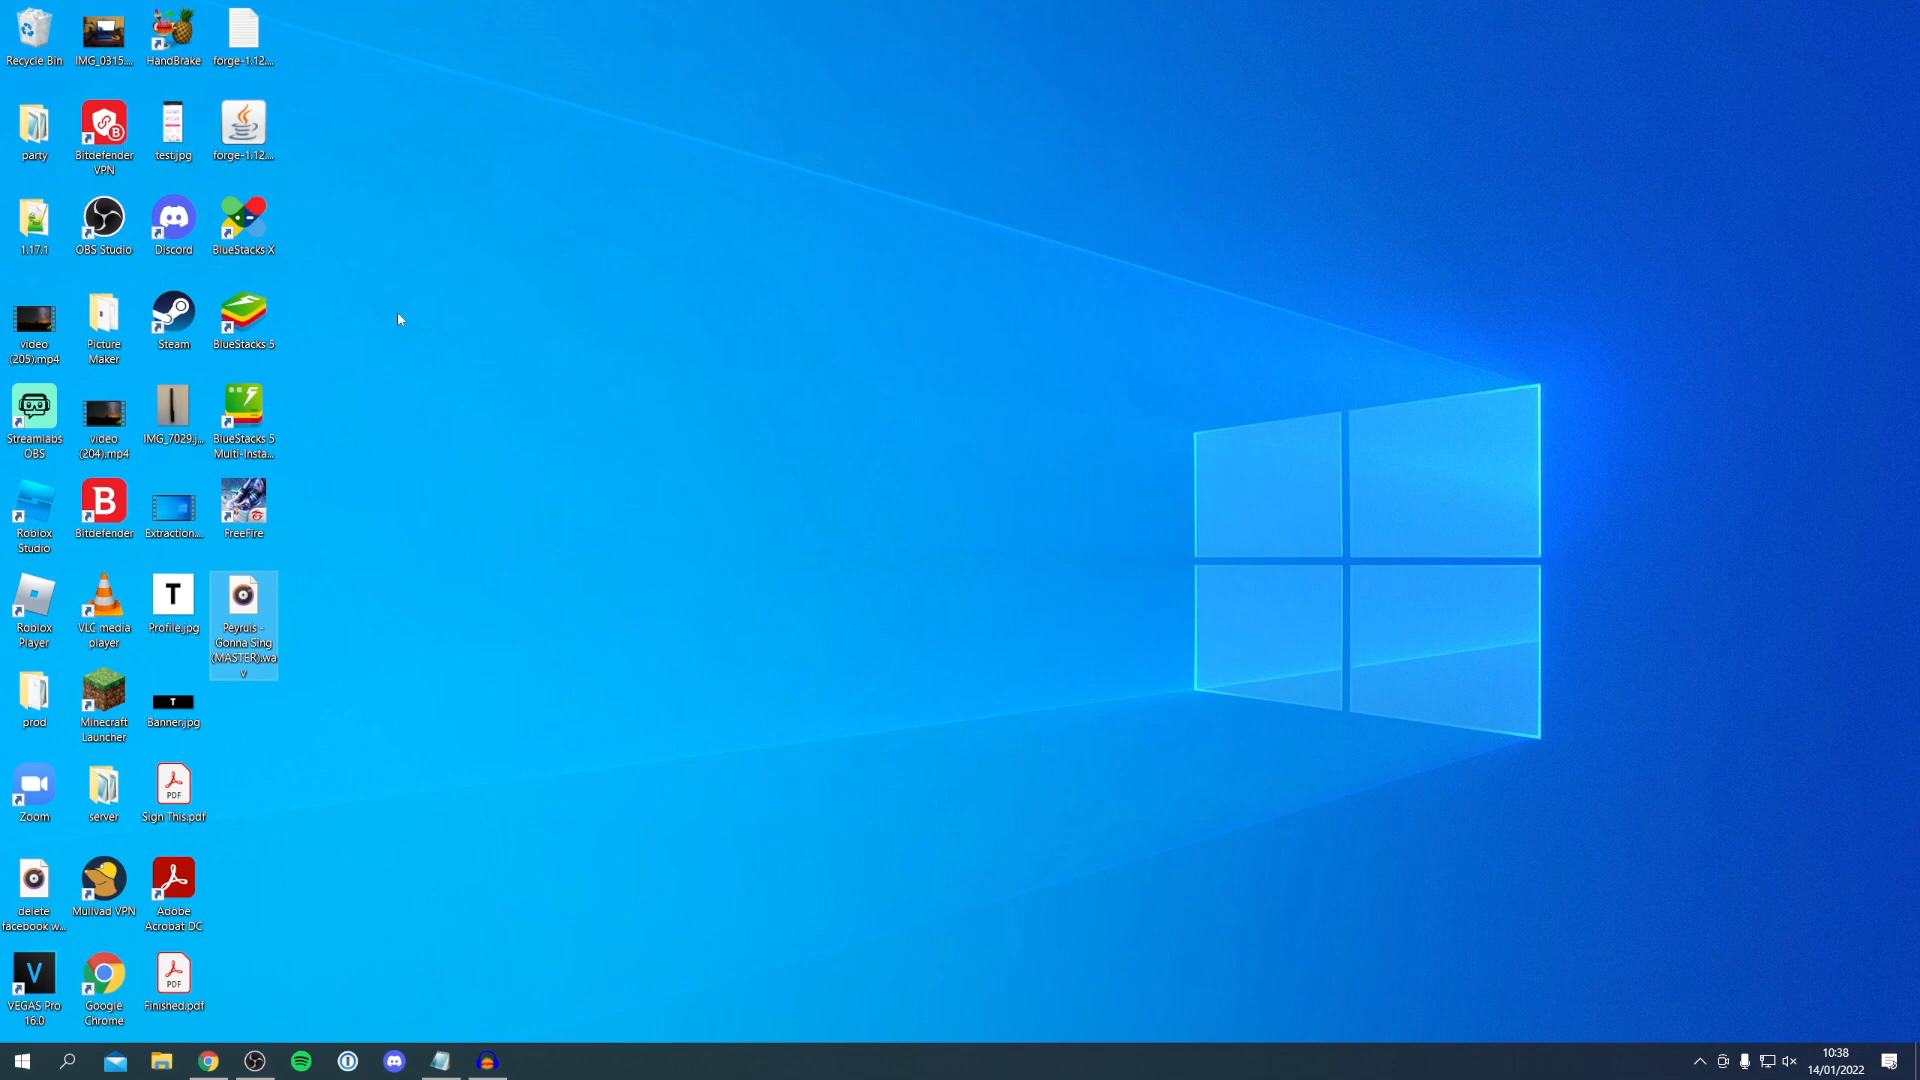 Recycle Bin
IMG_0315....
HandBrake
forge-1.12....
party
Bitdefender
VPN
test.jpg
forge-1.12....
1.17.1
OBS Studio
Discord
BlueStacks X
video
(205).mp4
Picture
Maker
Steam
BlueStacks 5
Streamlabs
OBS
video
(204).mp4
IMG_7029.j...
BlueStacks 5
Multi-Insta...
Roblox
Studio
Bitdefender
Extraction....
FreeFire
Roblox
Player
VLC media
player
T
Profile.jpg
Peyruis -
Gonna Sing
(MASTER).wa
v
prod
Minecraft
Launcher
T
Banner.jpg
Zoom
server
PDF
Sign This.pdf
delete
facebook w...
Mullvad VPN
Adobe
Acrobat DC
VEGAS Pro
16.0
Google
Chrome
PDF
Finished.pdf
10:38
14/01/2022